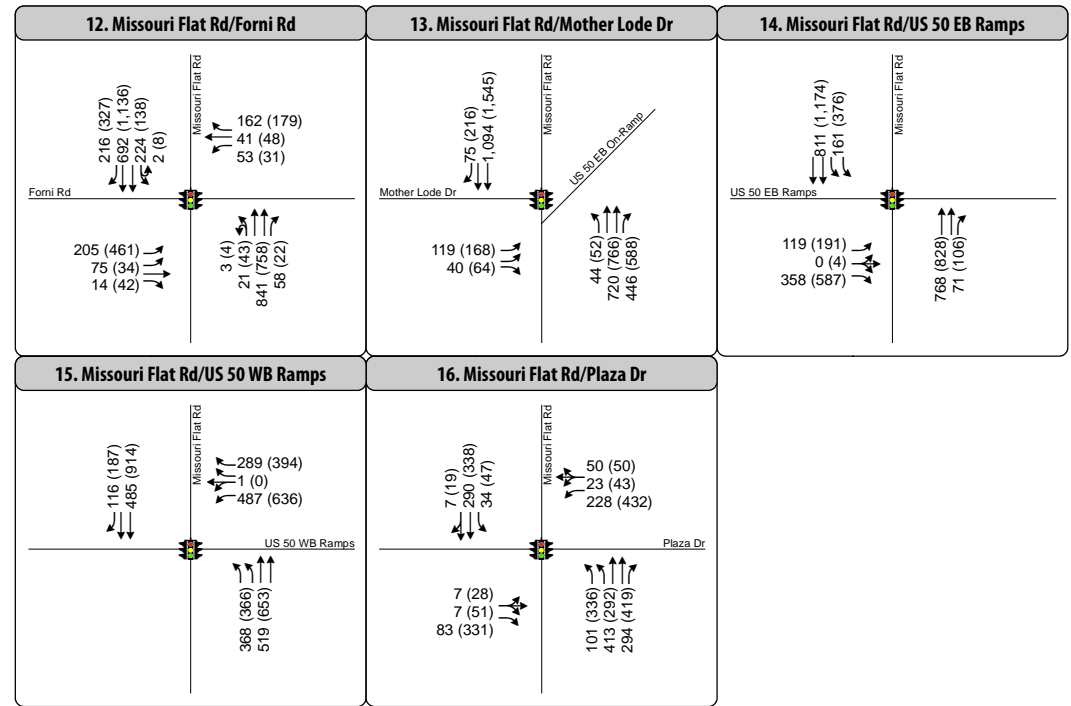 12. Missouri Flat Rd/Forni Rd
216 (327)
692 (1,136)
224 (138)
2 (8)
Missouri Flat Rd
162 (179)
41 (48)
53 (31)
Forni Rd
205 (461)
75 (34)
14 (42)
3 (4)
21 (43)
841 (758)
58 (22)
13. Missouri Flat Rd/Mother Lode Dr
75 (216)
1,094 (1,545)
Missouri Flat Rd
US 50 EB On-Ramp
Mother Lode Dr
119 (168)
40 (64)
44 (52)
720 (766)
446 (588)
14. Missouri Flat Rd/US 50 EB Ramps
811 (1,174)
161 (376)
Missouri Flat Rd
US 50 EB Ramps
119 (191)
0 (4)
358 (587)
768 (828)
71 (106)
15. Missouri Flat Rd/US 50 WB Ramps
116 (187)
485 (914)
Missouri Flat Rd
289 (394)
1 (0)
487 (636)
US 50 WB Ramps
368 (366)
519 (653)
16. Missouri Flat Rd/Plaza Dr
7 (19)
290 (338)
34 (47)
Missouri Flat Rd
50 (50)
23 (43)
228 (432)
Plaza Dr
7 (28)
7 (51)
83 (331)
101 (336)
413 (292)
294 (419)